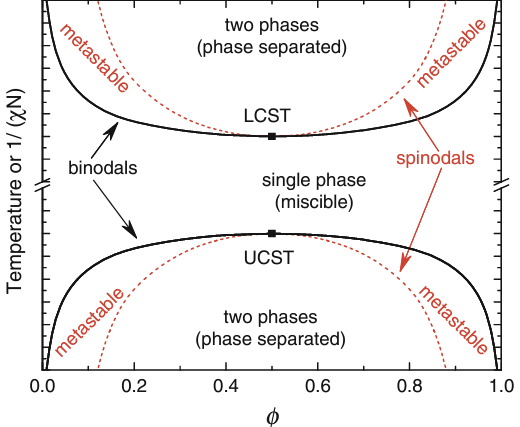 two phases
(phase separated)
metastable
metastable
LCST
binodals
spinodals
single phase
(miscible)
UCST
two phases
(phase separated)
metastable
metastable
Temperature or 1/ (χN)
0.0 0.2 0.4 0.6 0.8 1.0
ϕ